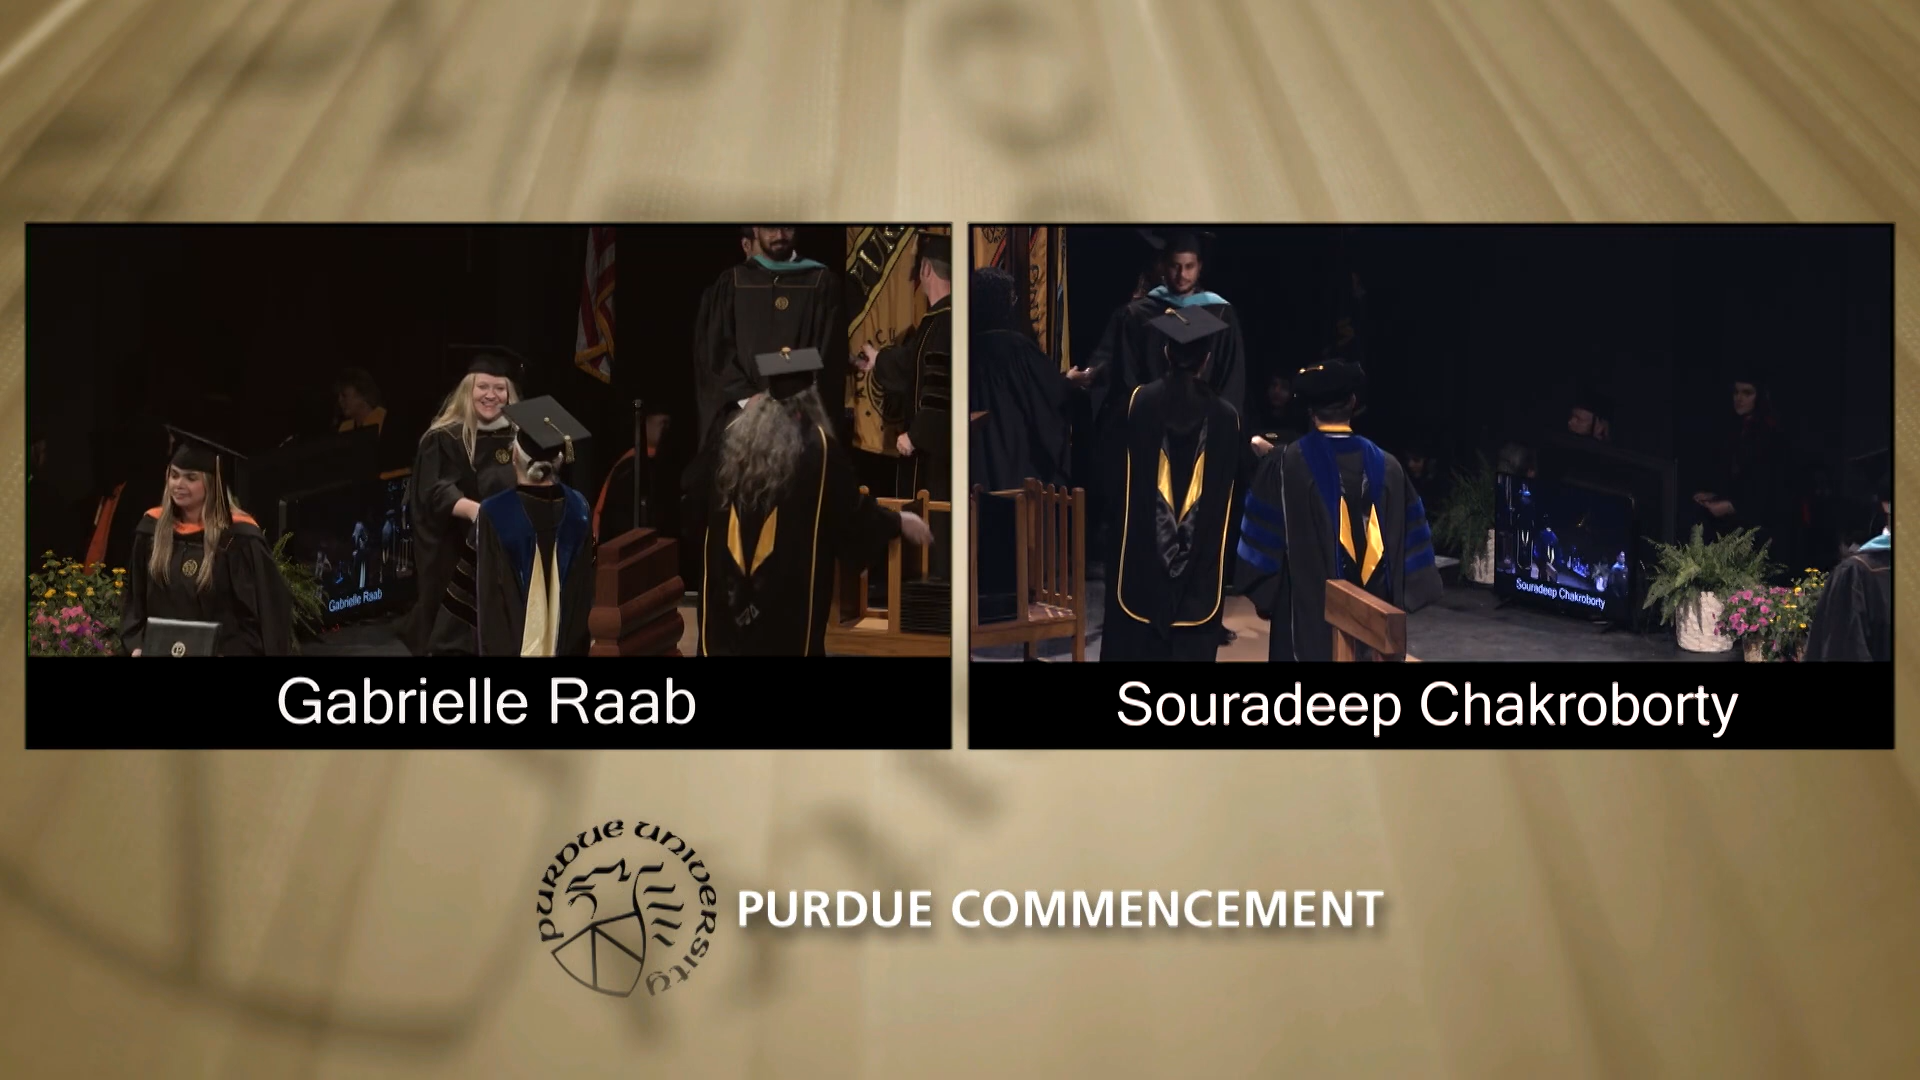 Gabrielle Raab
Souradeep Chakroborty
Gabrielle Raab
Souradeep Chakroborty
PURDUE UNIVERSITY
PURDUE COMMENCEMENT